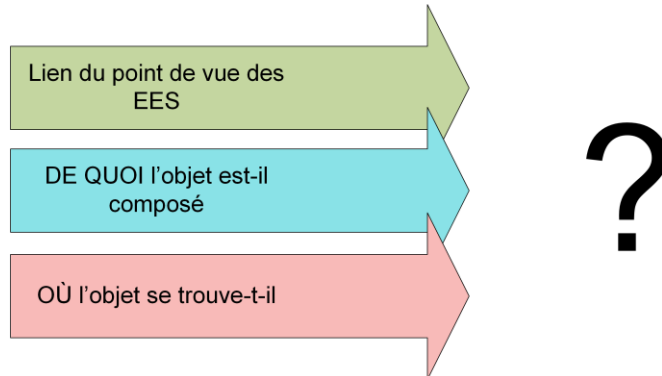 Lien du point de vue des
EES
DE QUOI l’objet est-il
composé
OÙ l’objet se trouve-t-il
?